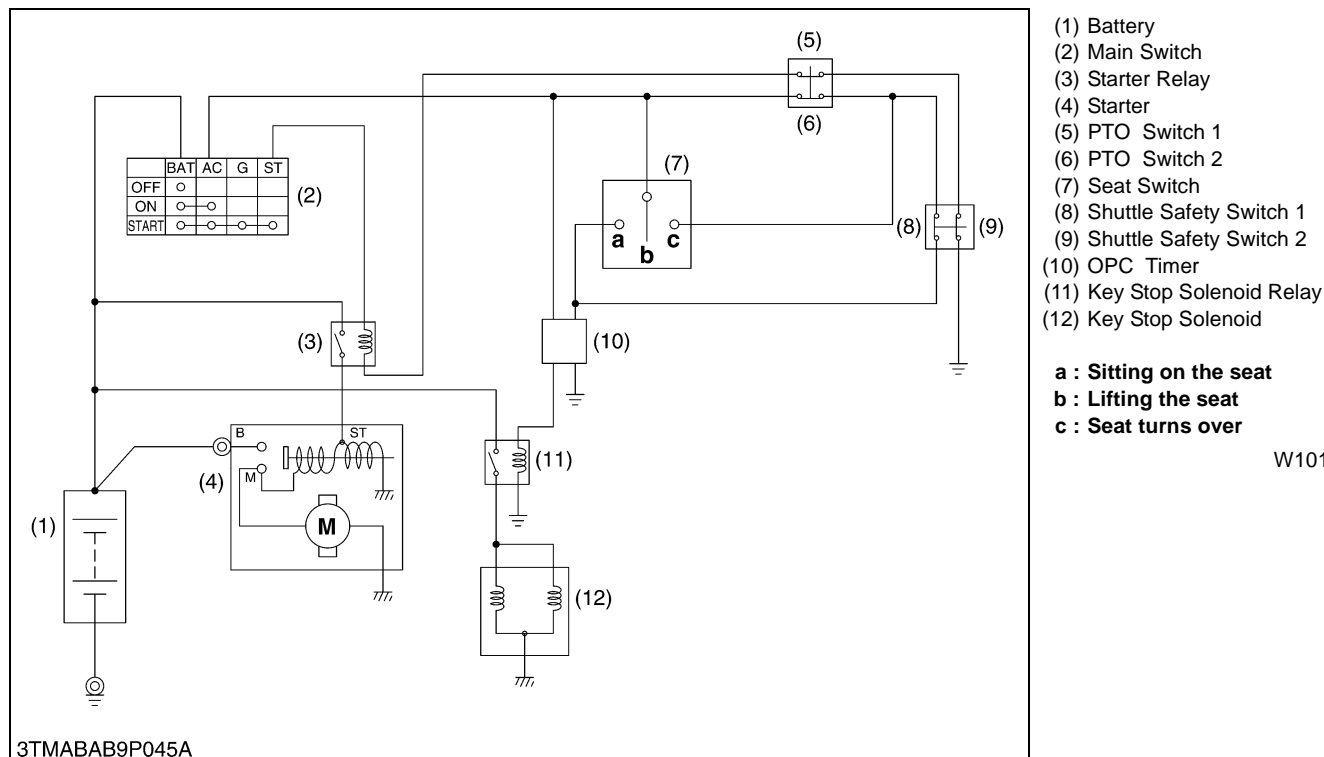 (5)
(6)
BAT AC G ST
OFF
ON
START
(2)
(7)
a
b
c
(8)
(9)
(3)
(10)
B
ST
M
(4)
M
(11)
(1)
(12)
3TMABAB9P045A
(1) Battery
(2) Main Switch
(3) Starter Relay
(4) Starter
(5) PTO Switch 1
(6) PTO Switch 2
(7) Seat Switch
(8) Shuttle Safety Switch 1
(9) Shuttle Safety Switch 2
(10) OPC Timer
(11) Key Stop Solenoid Relay
(12) Key Stop Solenoid
a : Sitting on the seat
b : Lifting the seat
c : Seat turns over
W101